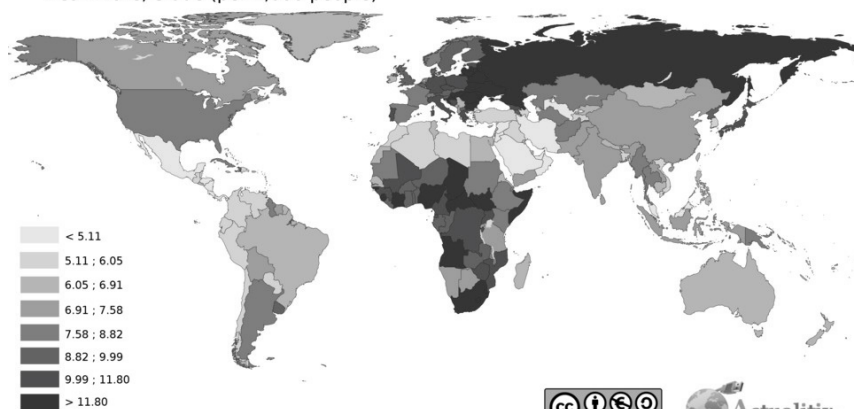 < 5.11
5.11 ; 6.05
6.05 ; 6.91
6.91 ; 7.58
7.58 ; 8.82
8.82 ; 9.99
9.99 ; 11.80
> 11.80
cc